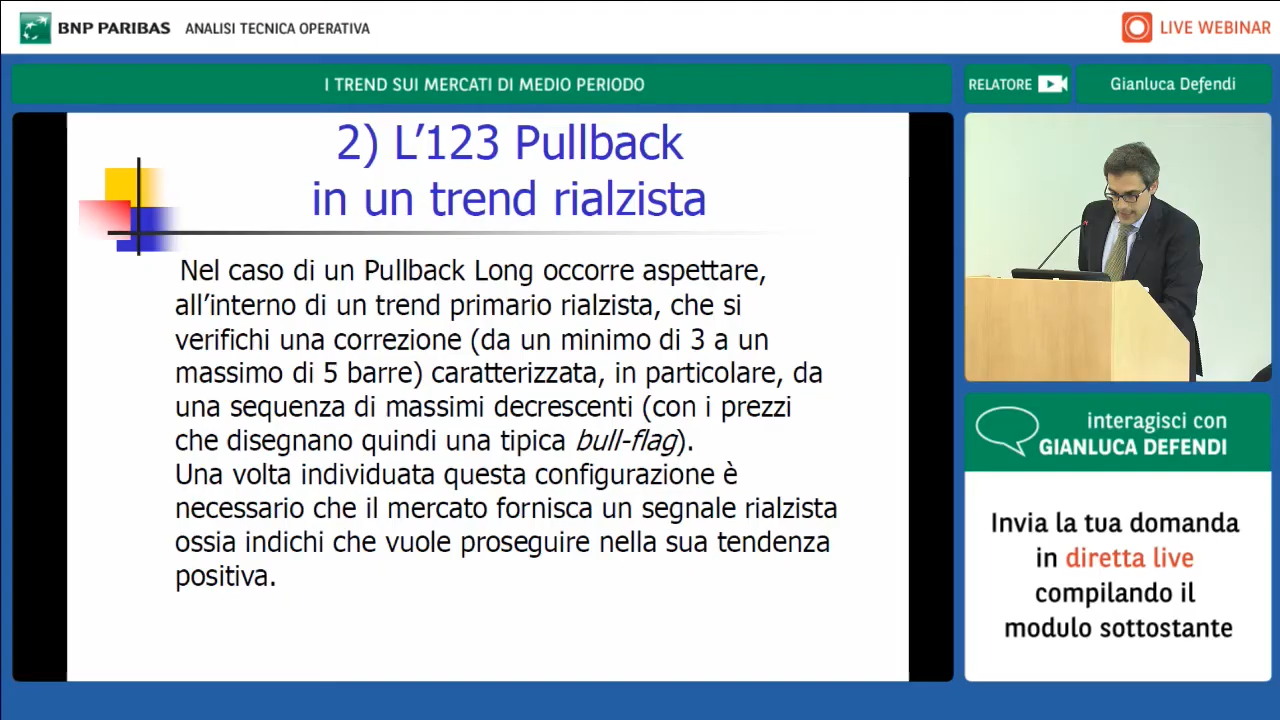 BNP PARIBAS ANALISI TECNICA OPERATIVA
LIVE WEBINAR
I TREND SUI MERCATI DI MEDIO PERIODO
RELATORE
Gianluca Defendi
2) L’123 Pullback
in un trend rialzista
Nel caso di un Pullback Long occorre aspettare,
all’interno di un trend primario rialzista, che si
verifichi una correzione (da un minimo di 3 a un
massimo di 5 barre) caratterizzata, in particolare, da
una sequenza di massimi decrescenti (con i prezzi
che disegnano quindi una tipica bull-flag).
Una volta individuata questa configurazione è
necessario che il mercato fornisca un segnale rialzista
ossia indichi che vuole proseguire nella sua tendenza
positiva.
interagisci con
GIANLUCA DEFENDI
Invia la tua domanda
in diretta live
compilando il
modulo sottostante